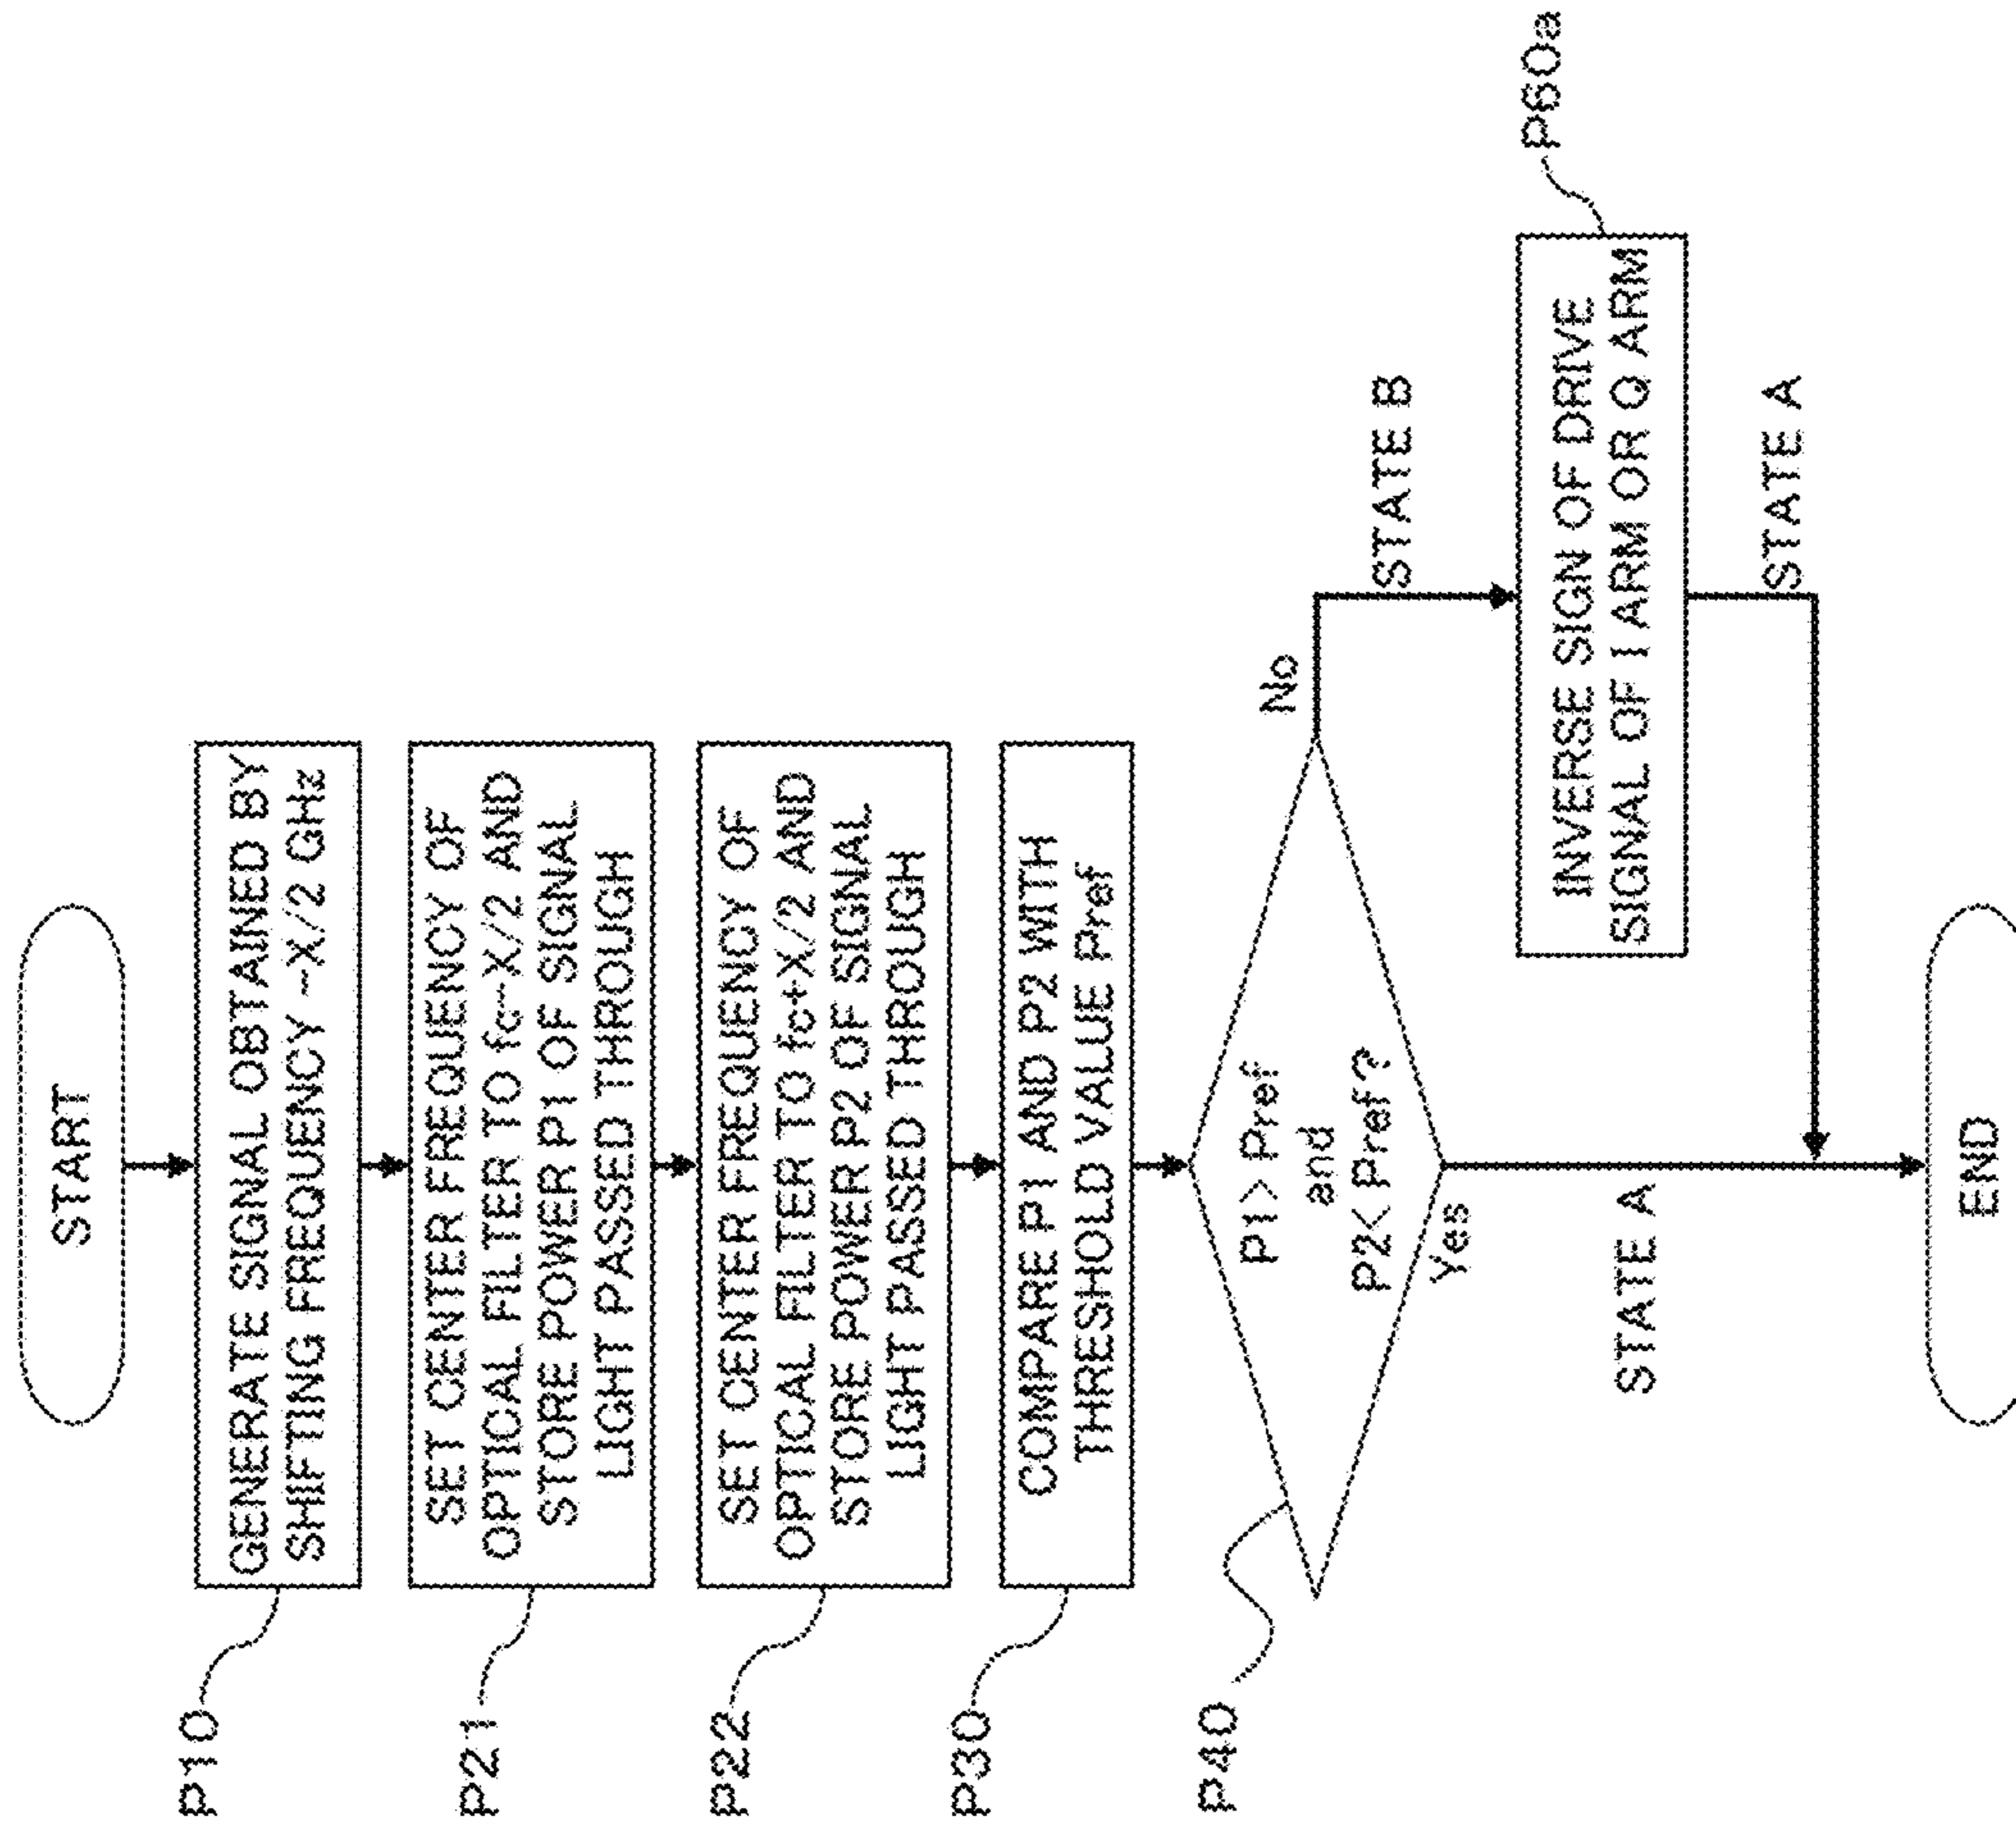 START
P10
GENERATE SIGNAL OBTAINED BY
SHIFTING FREQUENCY -X/2 GHz
P21
SET CENTER FREQUENCY OF
OPTICAL FILTER TO fc-X/2 AND
STORE POWER P1 OF SIGNAL
LIGHT PASSED THROUGH
P22
SET CENTER FREQUENCY OF
OPTICAL FILTER TO fc+X/2 AND
STORE POWER P2 OF SIGNAL
LIGHT PASSED THROUGH
P30
COMPARE P1 AND P2 WITH
THRESHOLD VALUE Pref
P40
P1> Pref
and
P2< Pref?
No
Yes
STATE B
P60a
INVERSE SIGN OF DRIVE
SIGNAL OF I ARM OR Q ARM
STATE A
STATE A
END